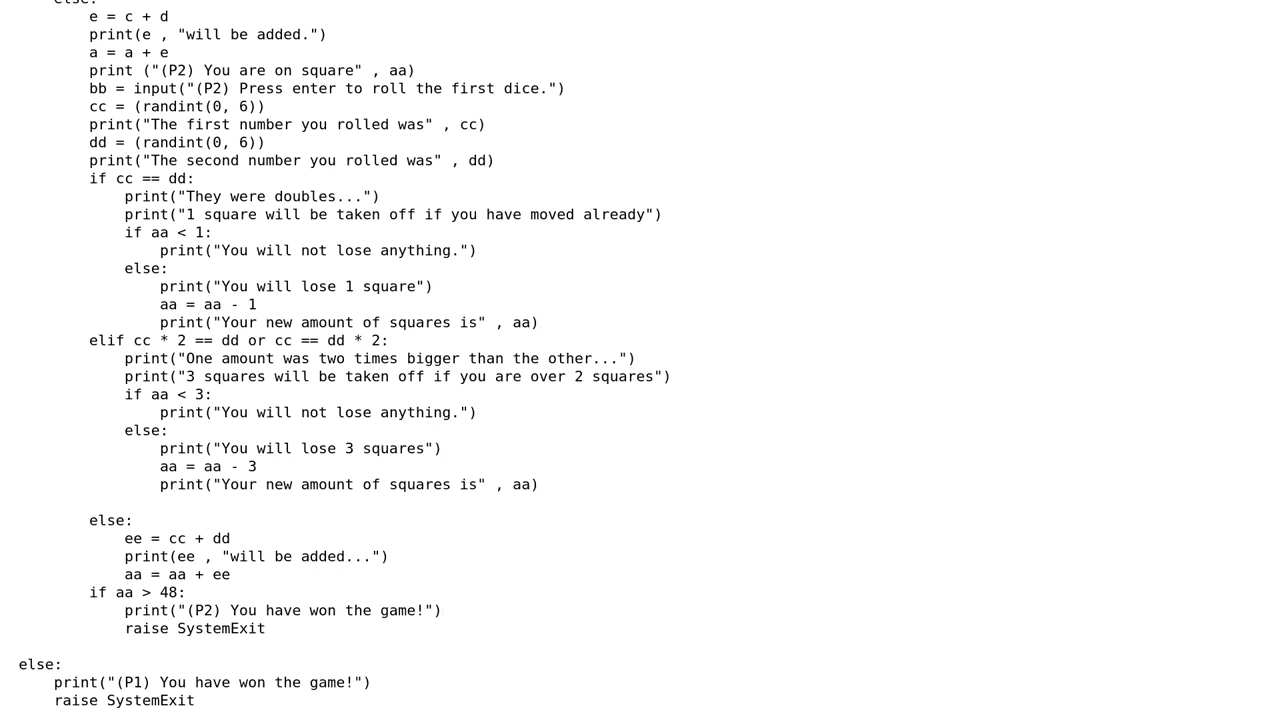 else:
e = c + d
print(e , "will be added.")
a = a + e
print ("(P2) You are on square" , aa)
bb = input("(P2) Press enter to roll the first dice.")
cc = (randint(0, 6))
print("The first number you rolled was" , cc)
dd = (randint(0, 6))
print("The second number you rolled was" , dd)
if cc == dd:
print("They were doubles...")
print("1 square will be taken off if you have moved already")
if aa < 1:
print("You will not lose anything.")
else:
print("You will lose 1 square")
aa = aa - 1
print("Your new amount of squares is" , aa)
elif cc * 2 == dd or cc == dd * 2:
print("One amount was two times bigger than the other...")
print("3 squares will be taken off if you are over 2 squares")
if aa < 3:
print("You will not lose anything.")
else:
print("You will lose 3 squares")
aa = aa - 3
print("Your new amount of squares is" , aa)
else:
ee = cc + dd
print(ee , "will be added...")
aa = aa + ee
if aa > 48:
print("(P2) You have won the game!")
raise SystemExit
else:
print("(P1) You have won the game!")
raise SystemExit